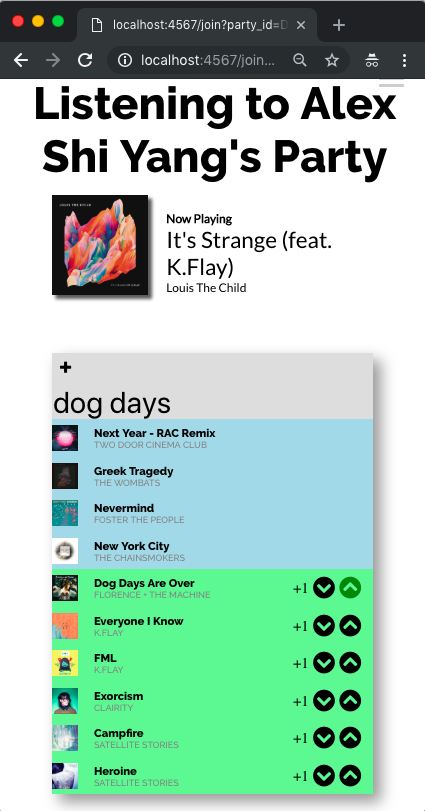 localhost:4567/join?party_id=D
localhost:4567/join...
Listening to Alex
Shi Yang's Party
LOUIS THE CHILD
Now Playing
It's Strange (feat.
K.Flay)
Louis The Child
+
dog days
Next Year - RAC Remix
TWO DOOR CINEMA CLUB
Greek Tragedy
THE WOMBATS
Nevermind
FOSTER THE PEOPLE
New York City
THE CHAINSMOKERS
Dog Days Are Over
FLORENCE + THE MACHINE
+1
Everyone I Know
K.FLAY
+1
FML
K.FLAY
+1
Exorcism
CLAIRITY
+1
Campfire
SATELLITE STORIES
+1
Heroine
SATELLITE STORIES
+1